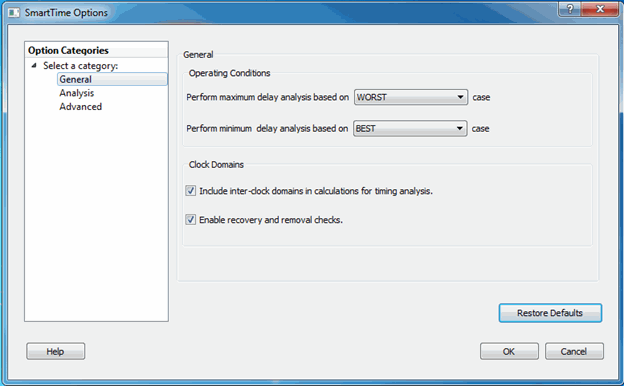 SmartTime Options
Option Categories
Select a category:
General
Analysis
Advanced
General
Operating Conditions
Perform maximum delay analysis based on WORST case
Perform minimum delay analysis based on BEST case
Clock Domains
Include inter-clock domains in calculations for timing analysis.
Enable recovery and removal checks.
Restore Defaults
Help OK Cancel